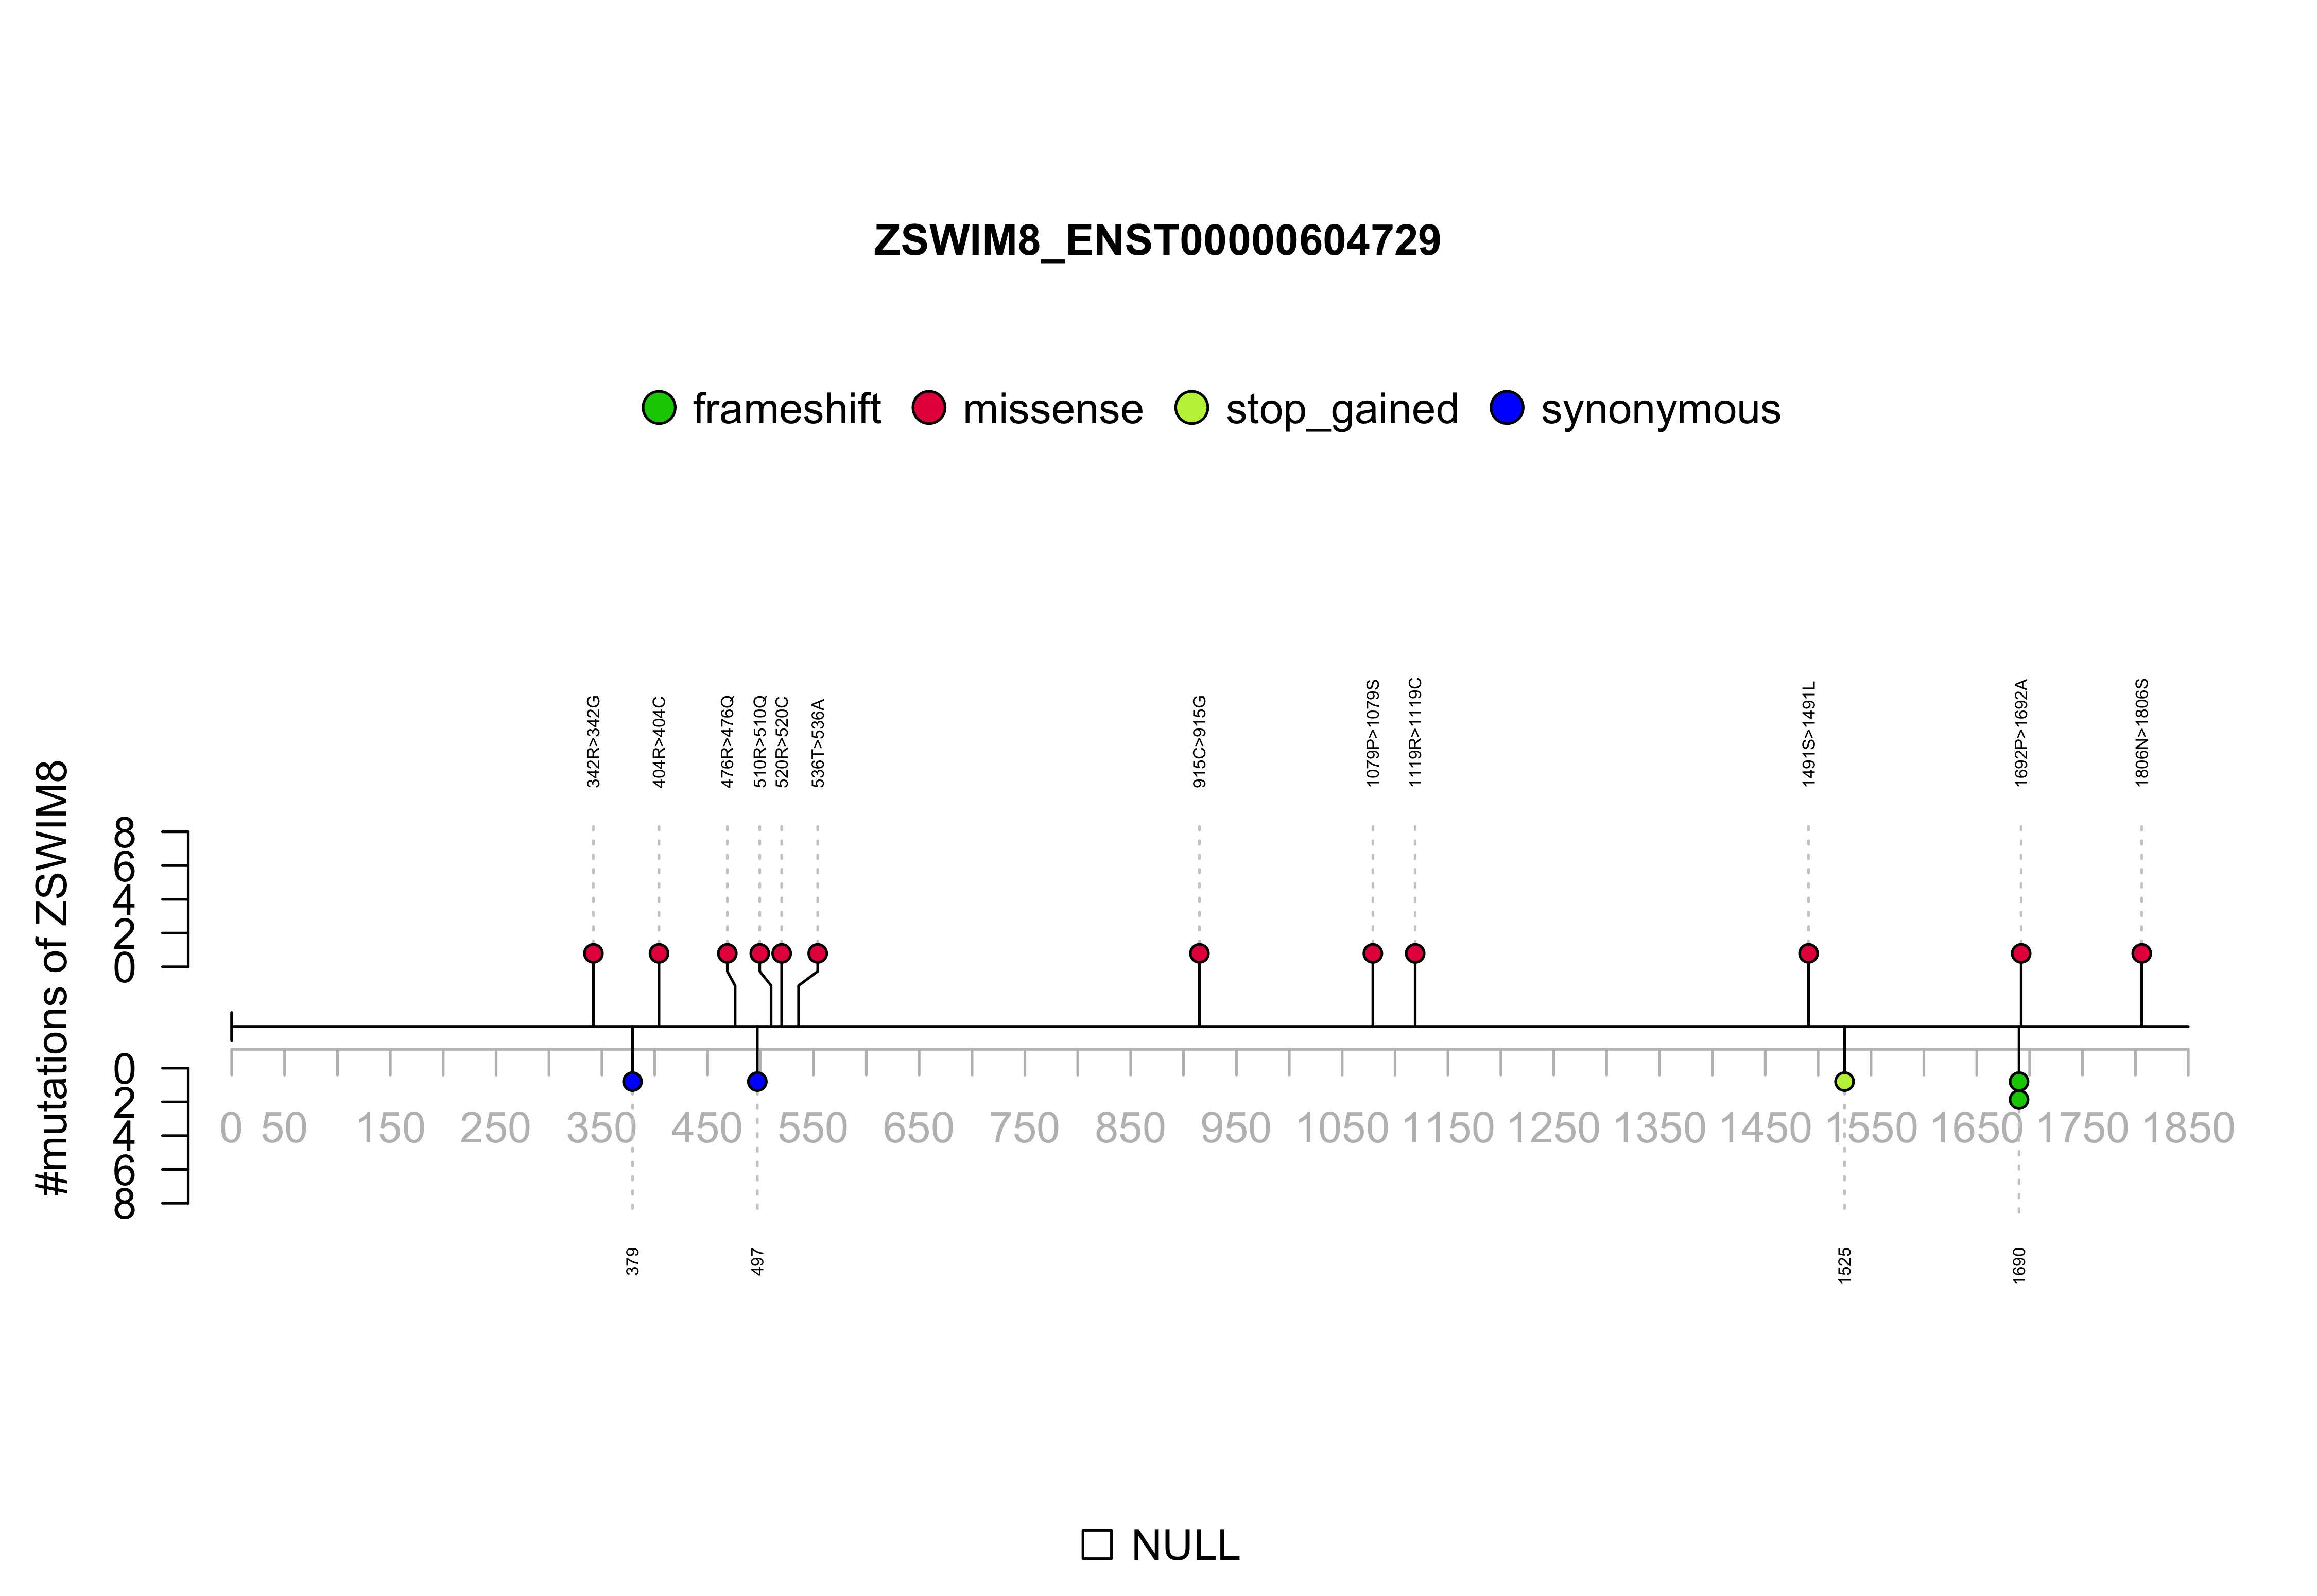 ZSWIM8_ENST00000604729
frameshift missense stop_gained synonymous
342R>342G
404R>404C
476R>476Q
510R>510Q
520R>520C
536T>536A
915C>915G
1079P>1079S
1119R>1119C
1491S>1491L
1692P>1692A
1806N>1806S
#mutations of ZSWIM8
8
6
4
2
0
0
2
4
6
8
0 50 150 250 350 450 550 650 750 850 950 1050 1150 1250 1350 1450 1550 1650 1750 1850
379
497
1525
1690
NULL